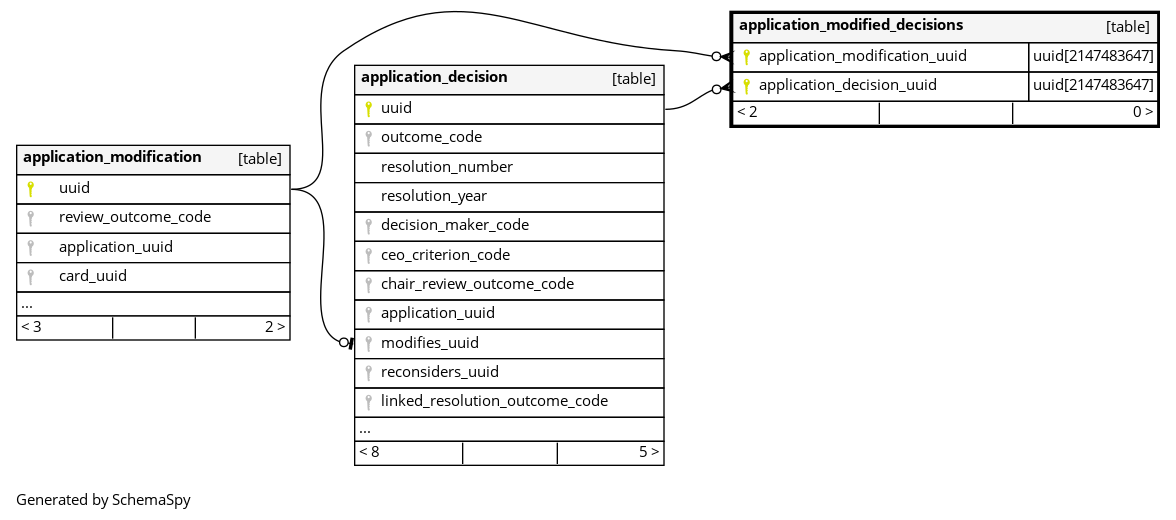 application_modified_decisions [table]
application_modification_uuid uuid[2147483647]
application_decision_uuid uuid[2147483647]
< 2 0 >
application_decision [table]
uuid
outcome_code
resolution_number
resolution_year
decision_maker_code
ceo_criterion_code
chair_review_outcome_code
application_uuid
modifies_uuid
reconsiders_uuid
linked_resolution_outcome_code
...
< 8 5 >
application_modification [table]
uuid
review_outcome_code
application_uuid
card_uuid
...
< 3 2 >
Generated by SchemaSpy